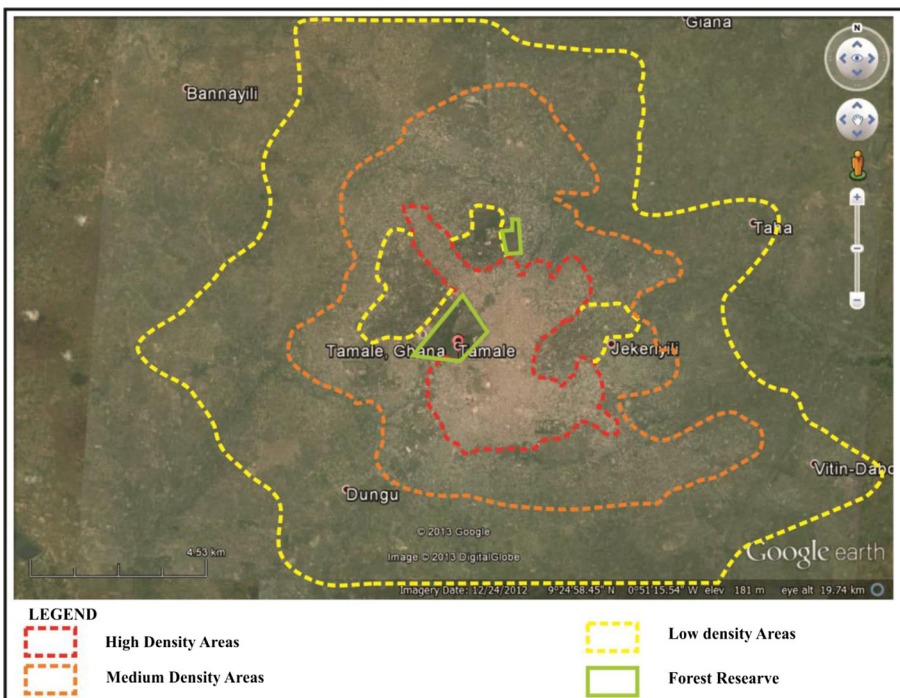 Giana
N
Bannayili
Taha
Tamale, Ghana Tamale
Jekeriyili
Vitin-Dabo
Dungu
© 2013 Google
4.53 km
Image © 2013 DigitalGlobe
Google earth
Imagery Date: 12/24/2012 9°24'58.45" N 0°51'15.54" W elev 181 m eye alt 19.74 km
LEGEND
High Density Areas
Low density Areas
Medium Density Areas
Forest Researve